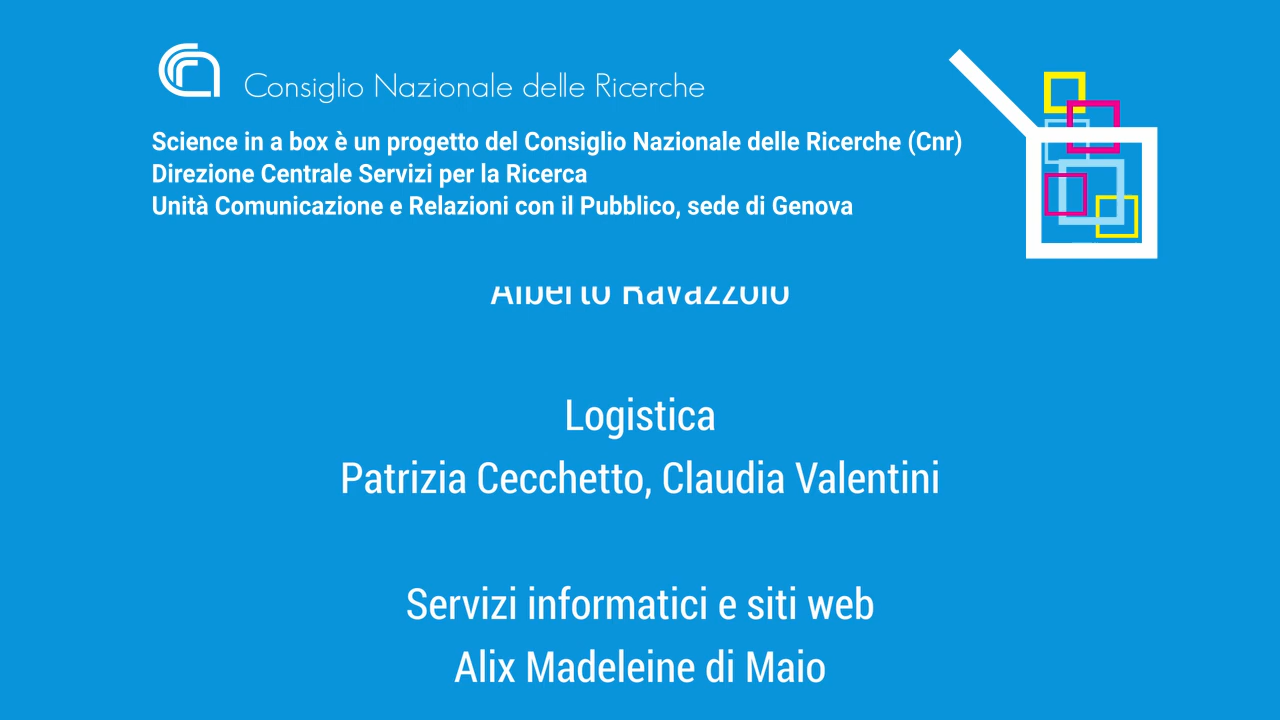 Consiglio Nazionale delle Ricerche
Science in a box è un progetto del Consiglio Nazionale delle Ricerche (Cnr)
Direzione Centrale Servizi per la Ricerca
Unità Comunicazione e Relazioni con il Pubblico, sede di Genova
Alberto Ravazzolo
Logistica
Patrizia Cecchetto, Claudia Valentini
Servizi informatici e siti web
Alix Madeleine di Maio